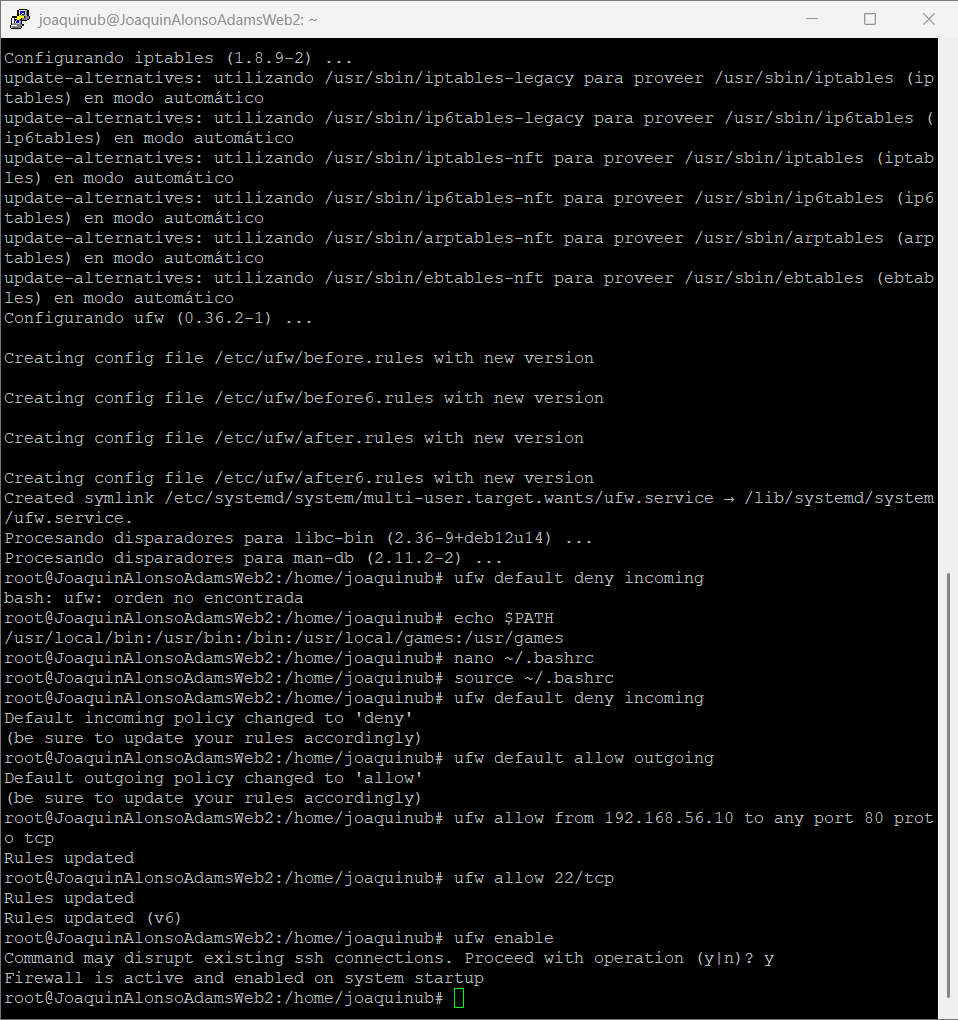 joaquinub@JoaquinAlonsoAdamsWeb2: ~
Configurando iptables (1.8.9-2) ...
update-alternatives: utilizando /usr/sbin/iptables-legacy para proveer /usr/sbin/iptables (ip
tables) en modo automático
update-alternatives: utilizando /usr/sbin/ip6tables-legacy para proveer /usr/sbin/ip6tables (
ip6tables) en modo automático
update-alternatives: utilizando /usr/sbin/iptables-nft para proveer /usr/sbin/iptables (iptab
les) en modo automático
update-alternatives: utilizando /usr/sbin/ip6tables-nft para proveer /usr/sbin/ip6tables (ip6
tables) en modo automático
update-alternatives: utilizando /usr/sbin/arptables-nft para proveer /usr/sbin/arptables (arp
tables) en modo automático
update-alternatives: utilizando /usr/sbin/ebtables-nft para proveer /usr/sbin/ebtables (ebtab
les) en modo automático
Configurando ufw (0.36.2-1) ...
Creating config file /etc/ufw/before.rules with new version
Creating config file /etc/ufw/before6.rules with new version
Creating config file /etc/ufw/after.rules with new version
Creating config file /etc/ufw/after6.rules with new version
Created symlink /etc/systemd/system/multi-user.target.wants/ufw.service → /lib/systemd/system
/ufw.service.
Procesando disparadores para libc-bin (2.36-9+deb12u14) ...
Procesando disparadores para man-db (2.11.2-2) ...
root@JoaquinAlonsoAdamsWeb2:/home/joaquinub# ufw default deny incoming
bash: ufw: orden no encontrada
root@JoaquinAlonsoAdamsWeb2:/home/joaquinub# echo $PATH
/usr/local/bin:/usr/bin:/bin:/usr/local/games:/usr/games
root@JoaquinAlonsoAdamsWeb2:/home/joaquinub# nano ~/.bashrc
root@JoaquinAlonsoAdamsWeb2:/home/joaquinub# source ~/.bashrc
root@JoaquinAlonsoAdamsWeb2:/home/joaquinub# ufw default deny incoming
Default incoming policy changed to 'deny'
(be sure to update your rules accordingly)
root@JoaquinAlonsoAdamsWeb2:/home/joaquinub# ufw default allow outgoing
Default outgoing policy changed to 'allow'
(be sure to update your rules accordingly)
root@JoaquinAlonsoAdamsWeb2:/home/joaquinub# ufw allow from 192.168.56.10 to any port 80 prot
o tcp
Rules updated
root@JoaquinAlonsoAdamsWeb2:/home/joaquinub# ufw allow 22/tcp
Rules updated
Rules updated (v6)
root@JoaquinAlonsoAdamsWeb2:/home/joaquinub# ufw enable
Command may disrupt existing ssh connections. Proceed with operation (y|n)? y
Firewall is active and enabled on system startup
root@JoaquinAlonsoAdamsWeb2:/home/joaquinub#